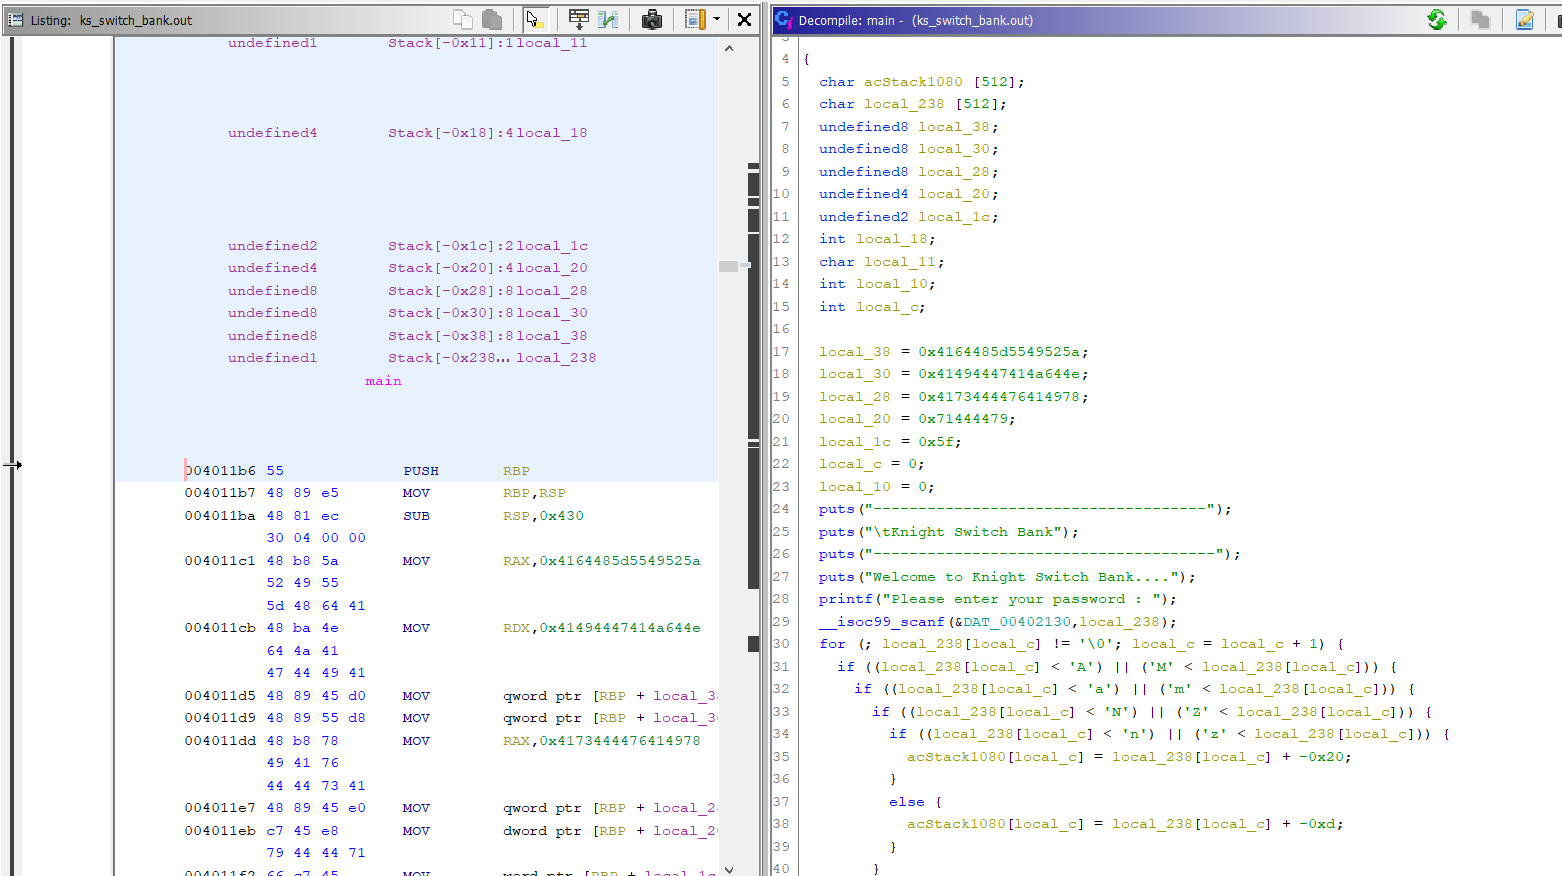 Listing: ks_switch_bank.out
undefined1 Stack[-0x11]:1 local_11
undefined4 Stack[-0x18]:4 local_18
undefined2 Stack[-0x1c]:2 local_1c
undefined4 Stack[-0x20]:4 local_20
undefined8 Stack[-0x28]:8 local_28
undefined8 Stack[-0x30]:8 local_30
undefined8 Stack[-0x38]:8 local_38
undefined1 Stack[-0x238... local_238
main
004011b6 55 PUSH RBP
004011b7 48 89 e5 MOV RBP,RSP
004011ba 48 81 ec SUB RSP,0x430
30 04 00 00
004011c1 48 b8 5a MOV RAX,0x4164485d5549525a
52 49 55
5d 48 64 41
004011cb 48 ba 4e MOV RDX,0x41494447414a644e
64 4a 41
47 44 49 41
004011d5 48 89 45 d0 MOV qword ptr [RBP + local_3
004011d9 48 89 55 d8 MOV qword ptr [RBP + local_3
004011dd 48 b8 78 MOV RAX,0x4173444476414978
49 41 76
44 44 73 41
004011e7 48 89 45 e0 MOV qword ptr [RBP + local_2
004011eb c7 45 e8 MOV dword ptr [RBP + local_2
79 44 44 71
004011f2 66 c7 45 MOV word ptr [RBP + local_1c
Decompile: main - (ks_switch_bank.out)
3
4 {
5 char acStack1080 [512];
6 char local_238 [512];
7 undefined8 local_38;
8 undefined8 local_30;
9 undefined8 local_28;
10 undefined4 local_20;
11 undefined2 local_1c;
12 int local_18;
13 char local_11;
14 int local_10;
15 int local_c;
16
17 local_38 = 0x4164485d5549525a;
18 local_30 = 0x41494447414a644e;
19 local_28 = 0x4173444476414978;
20 local_20 = 0x71444479;
21 local_1c = 0x5f;
22 local_c = 0;
23 local_10 = 0;
24 puts("-------------------------------------");
25 puts("\tKnight Switch Bank");
26 puts("--------------------------------------");
27 puts("Welcome to Knight Switch Bank....");
28 printf("Please enter your password : ");
29 __isoc99_scanf(&DAT_00402130,local_238);
30 for (; local_238[local_c] != '\0'; local_c = local_c + 1) {
31 if ((local_238[local_c] < 'A') || ('M' < local_238[local_c])) {
32 if ((local_238[local_c] < 'a') || ('m' < local_238[local_c])) {
33 if ((local_238[local_c] < 'N') || ('Z' < local_238[local_c])) {
34 if ((local_238[local_c] < 'n') || ('z' < local_238[local_c])) {
35 acStack1080[local_c] = local_238[local_c] + -0x20;
36 }
37 else {
38 acStack1080[local_c] = local_238[local_c] + -0xd;
39 }
40 }